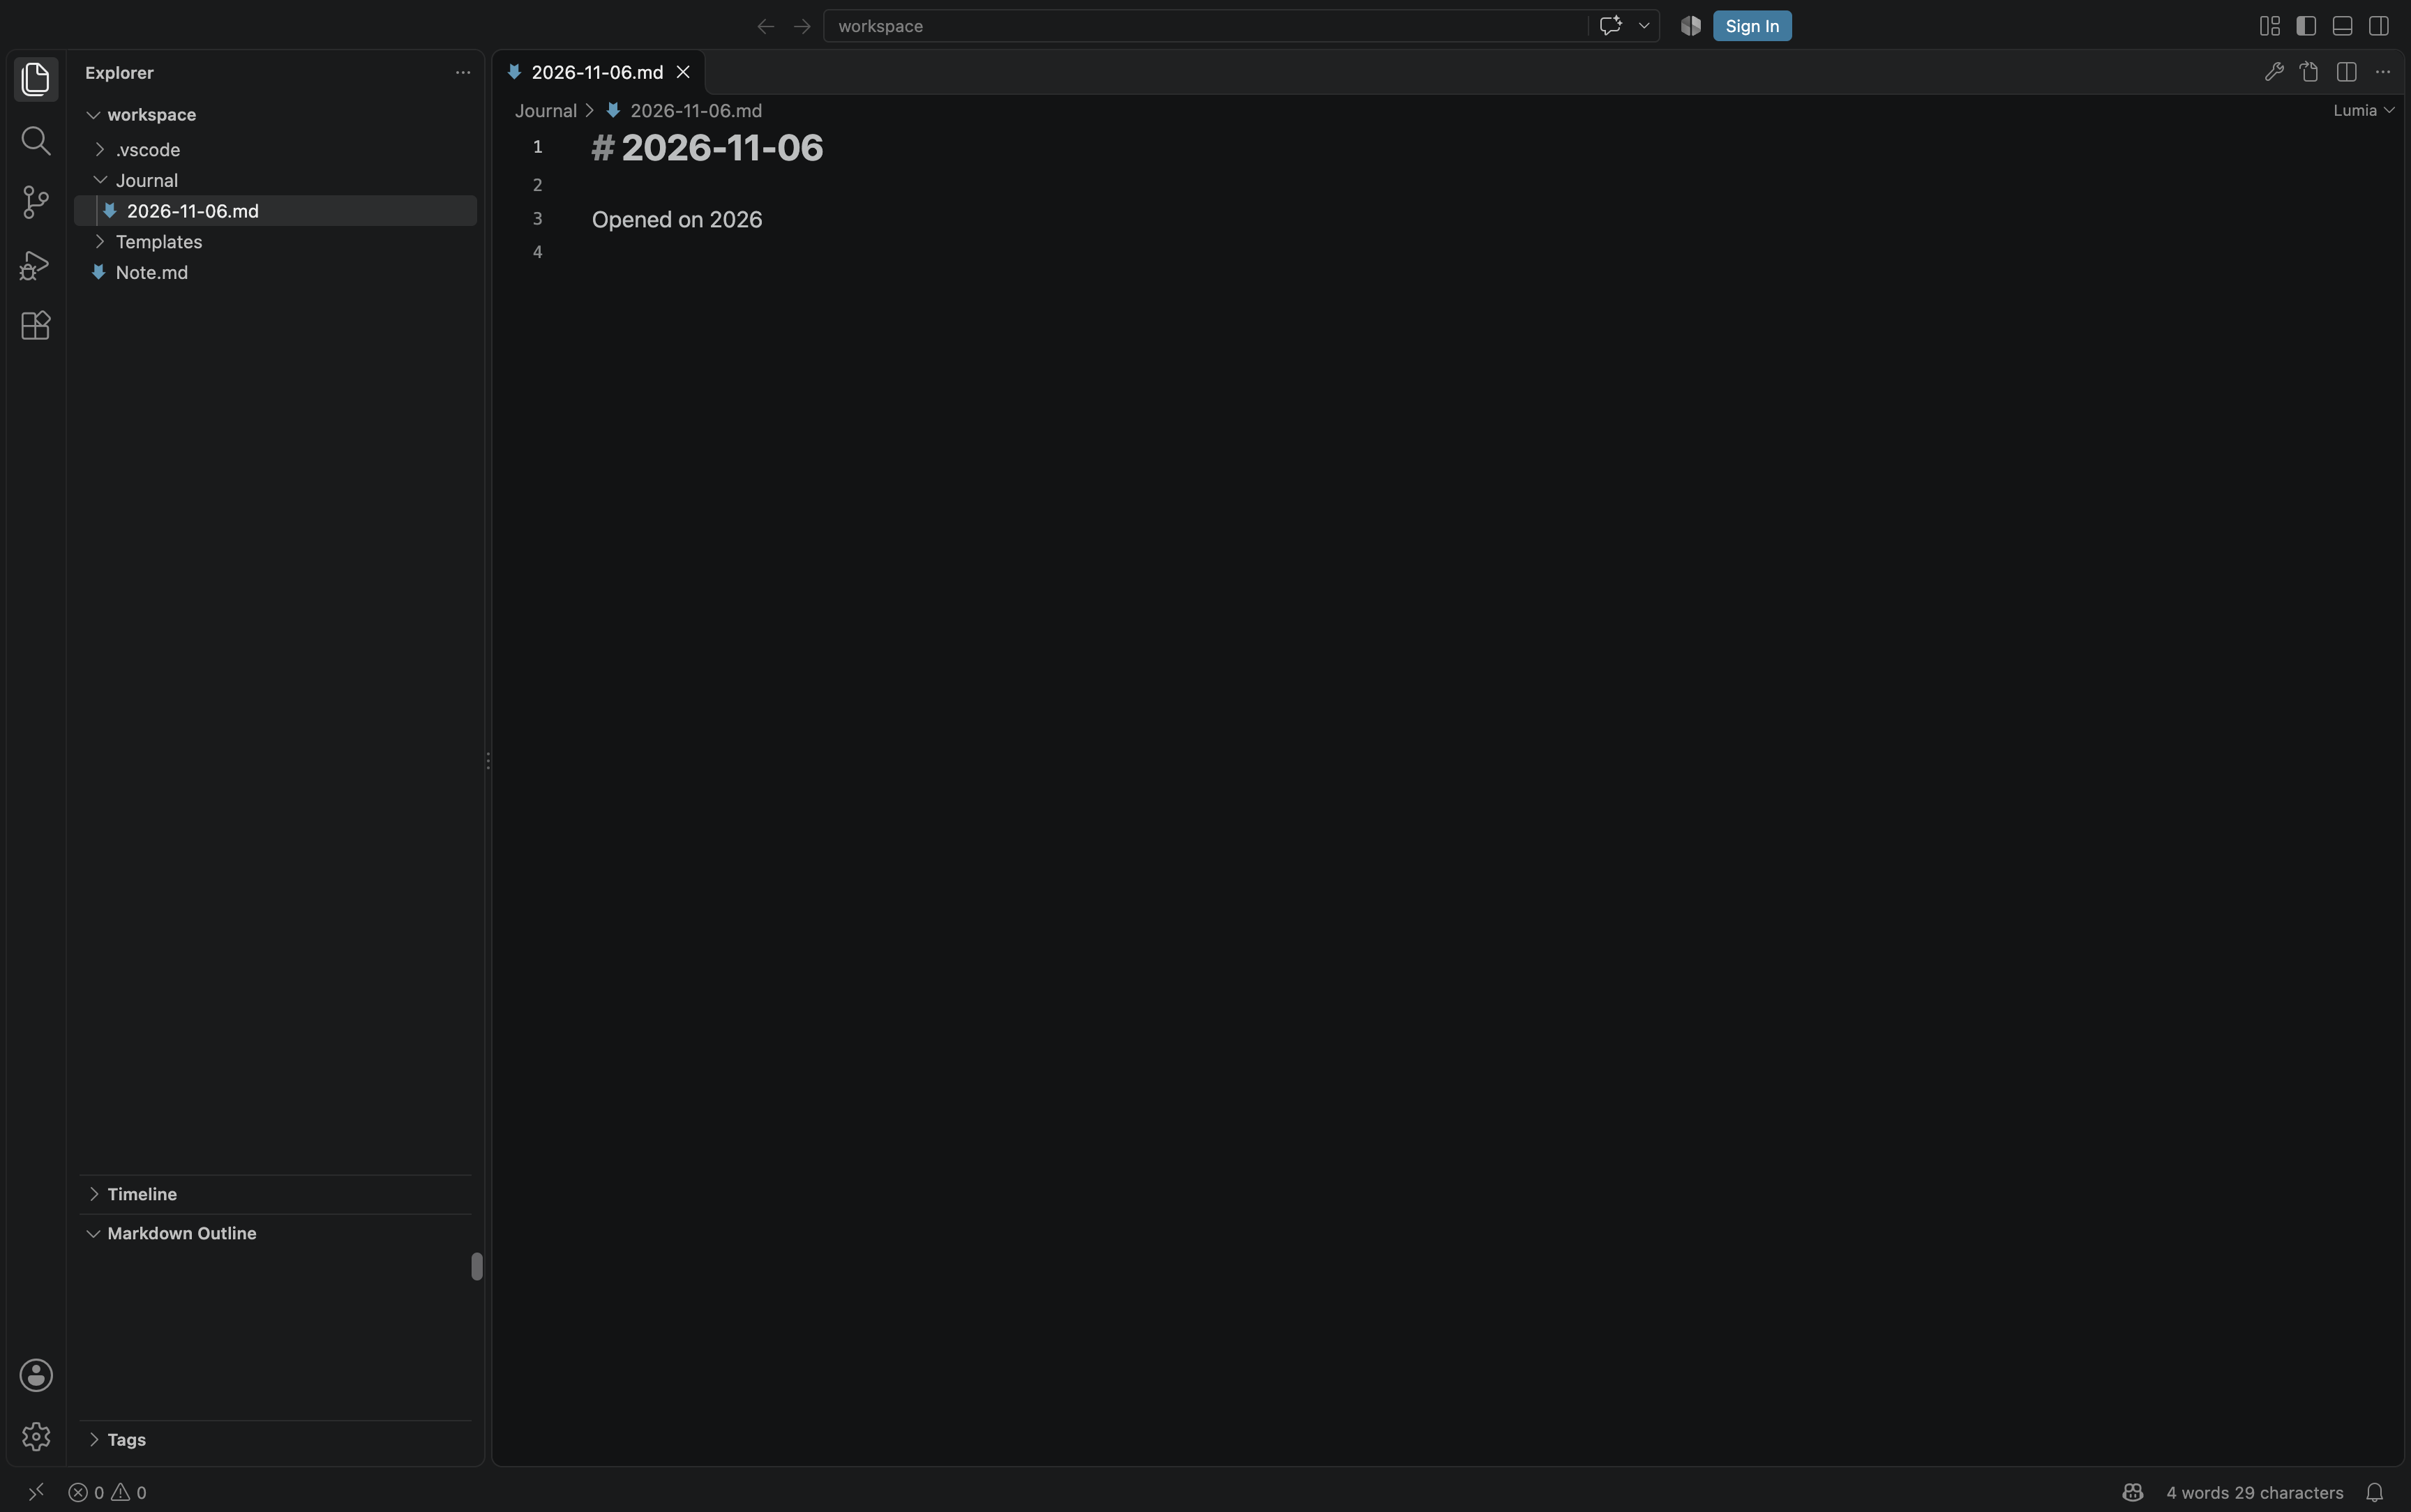 workspace
Sign In
Explorer
workspace
.vscode
Journal
2026-11-06.md
Templates
Note.md
Timeline
Markdown Outline
Tags
2026-11-06.md
Journal 2026-11-06.md
Lumia
1 # 2026-11-06
2
3 Opened on 2026
4
0 0
4 words 29 characters